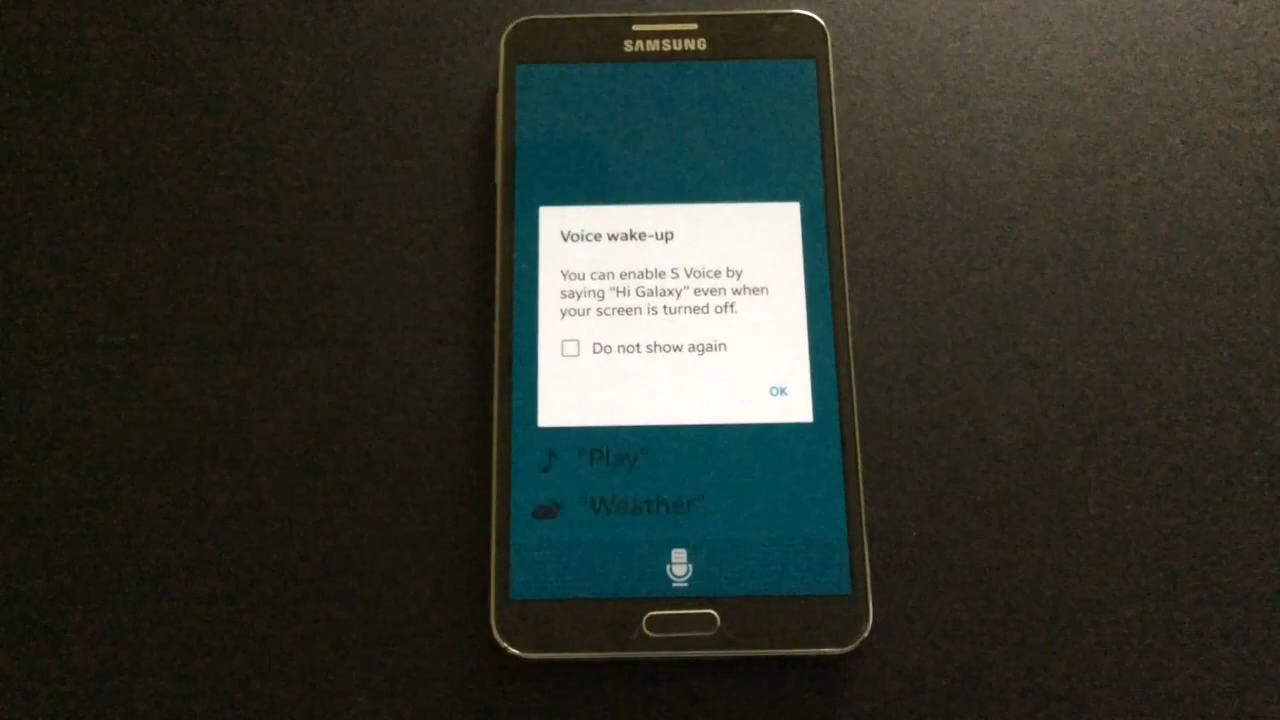 SAMSUNG
Voice wake-up
You can enable S Voice by
saying "Hi Galaxy" even when
your screen is turned off.
Do not show again
OK
"Play"
"Weather"